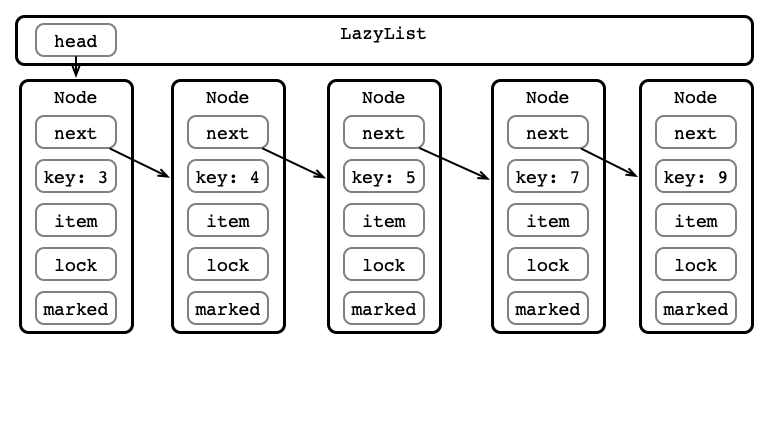 LazyList
head
Node
next
key: 3
item
lock
marked
Node
next
key: 4
item
lock
marked
Node
next
key: 5
item
lock
marked
Node
next
key: 7
item
lock
marked
Node
next
key: 9
item
lock
marked